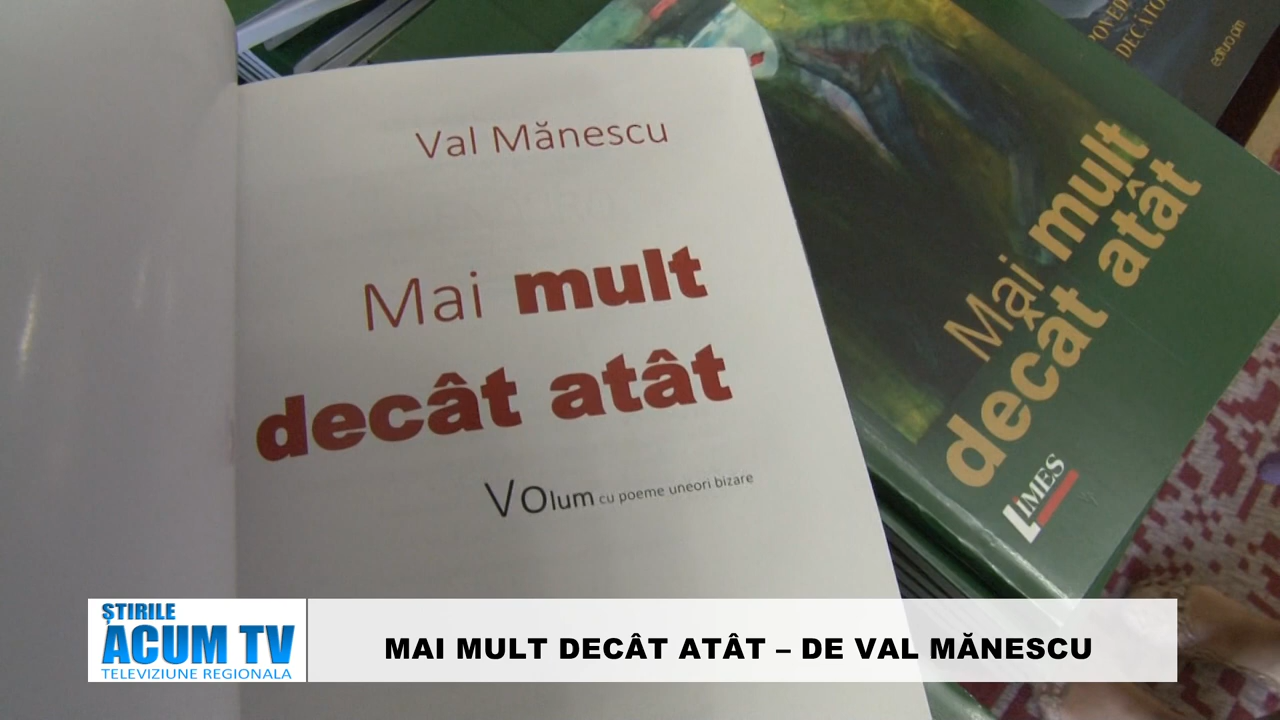 Val Mănescu
Mai mult
decât atât
Volum cu poeme uneori bizare
Mai mult
decât atât
LIMES
ȘTIRILE
ACUM TV
TELEVIZIUNE REGIONALA
MAI MULT DECÂT ATÂT – DE VAL MĂNESCU